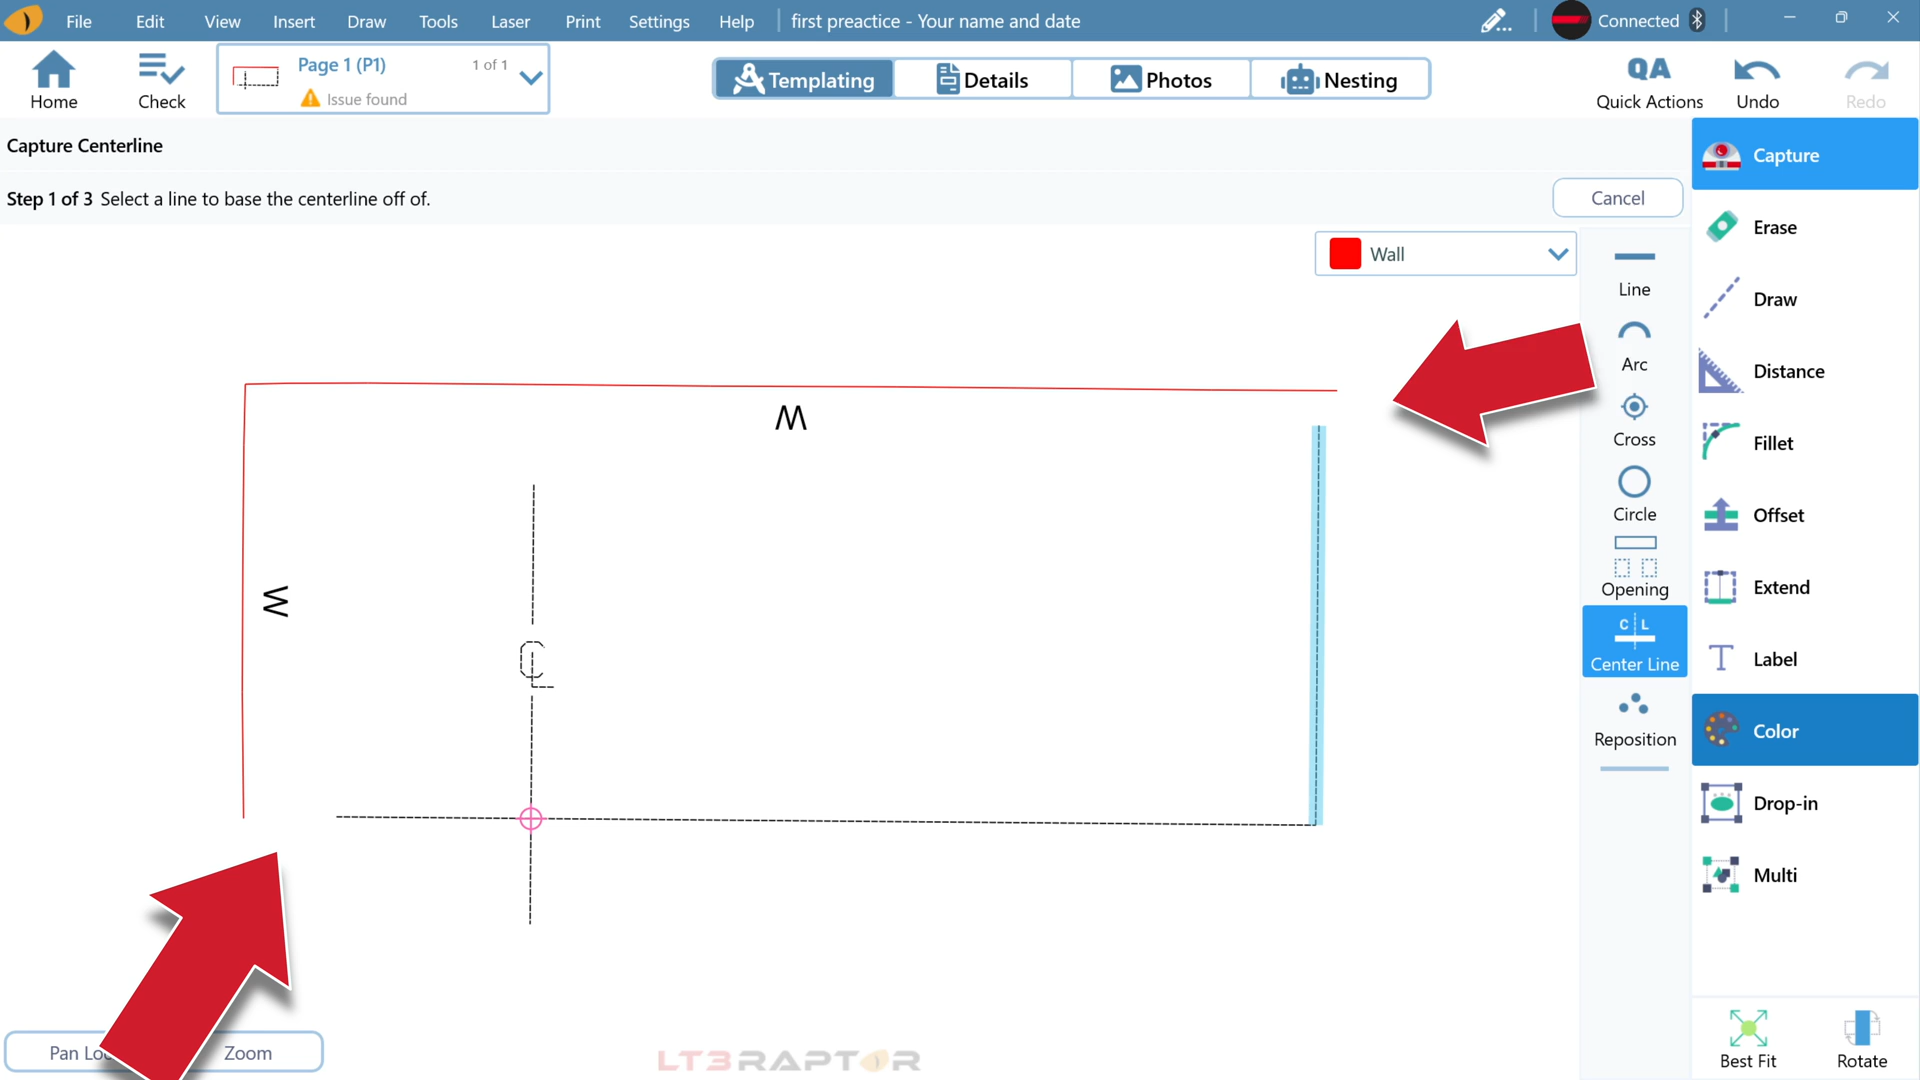 File Edit View Insert Draw Tools Laser Print Settings Help first preactice - Your name and date Connected
Home
Check
Page 1 (P1) 1 of 1
Issue found
Templating Details Photos Nesting
QA
Quick Actions
Undo
Redo
Capture Centerline
Step 1 of 3 Select a line to base the centerline off of.
Cancel
Wall
Line
Arc
Cross
Circle
Opening
C L
Center Line
Reposition
Capture
Erase
Draw
Distance
Fillet
Offset
Extend
T Label
Color
Drop-in
Multi
W
W
CL
Pan Zoom
LT3RAPTOR
Best Fit
Rotate